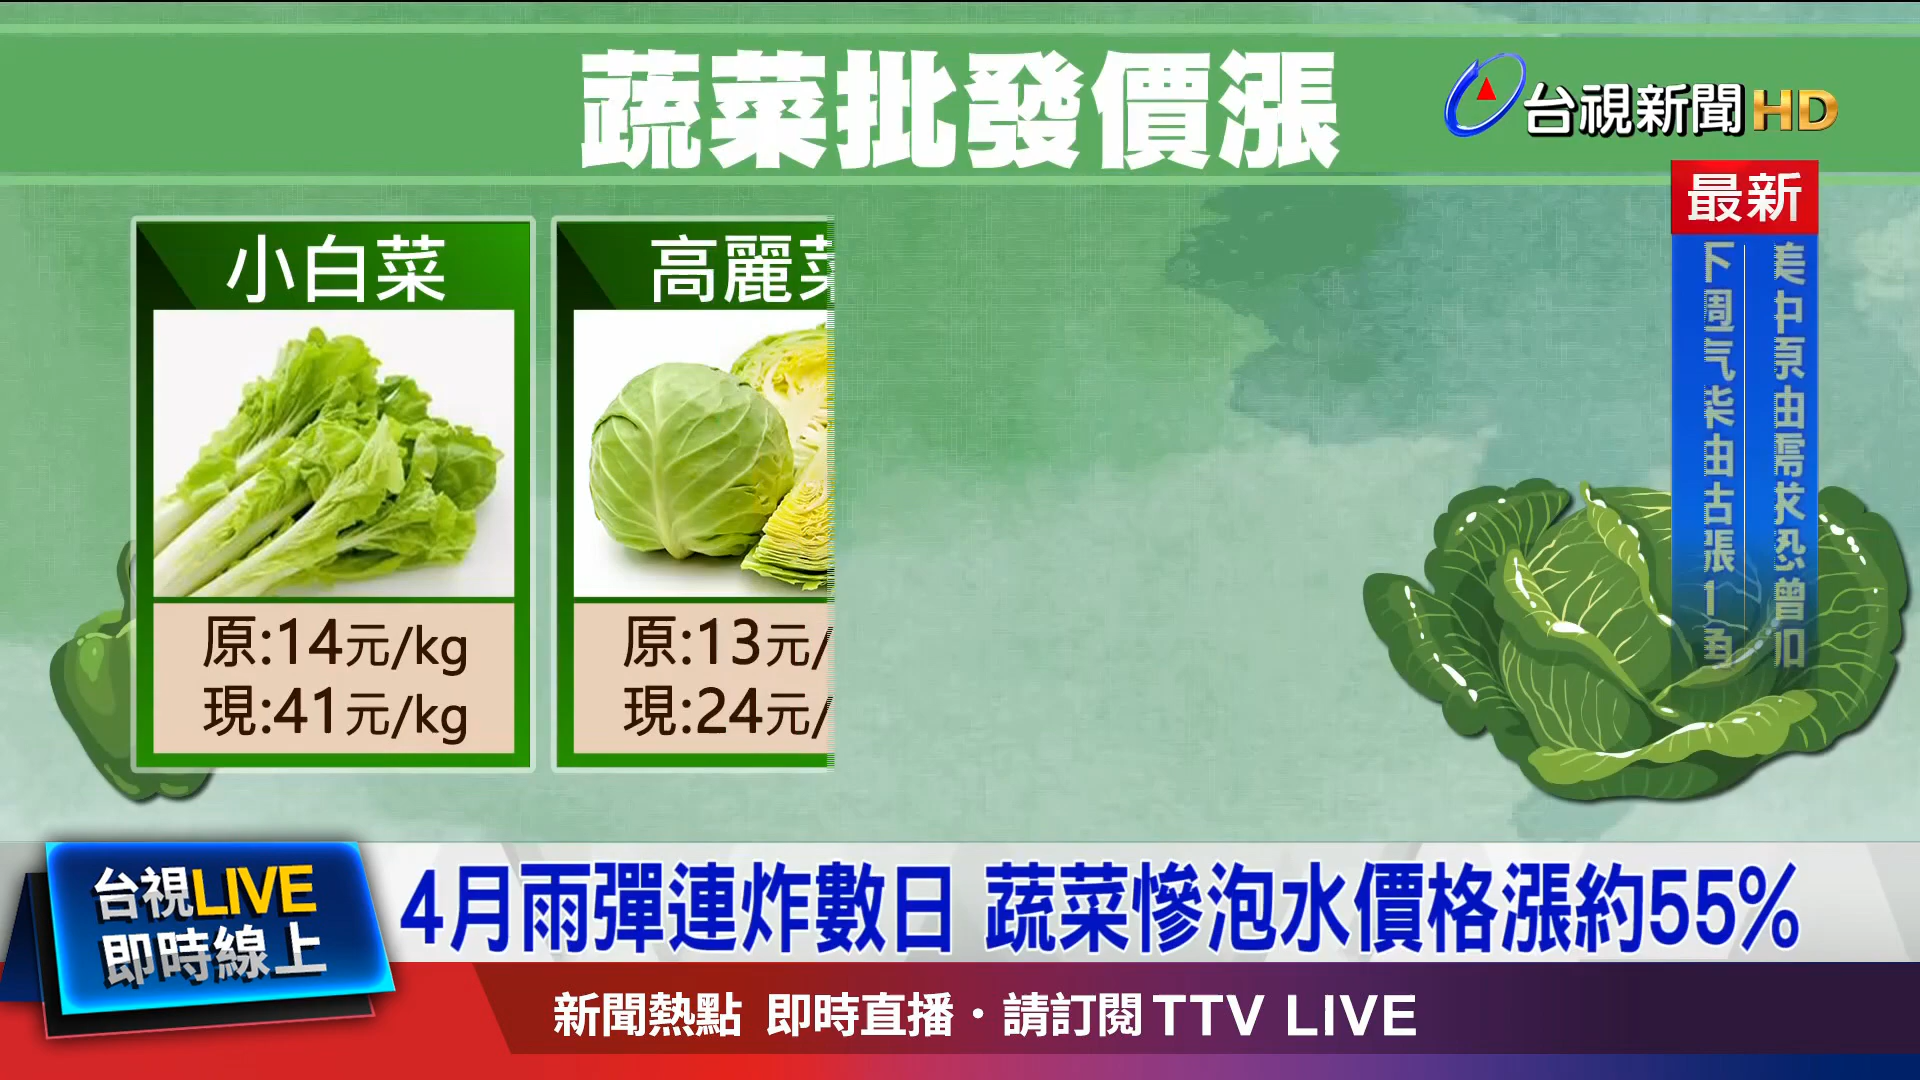 蔬菜批發價漲
台視新聞HD
最新
小白菜
原:14元/kg
現:41元/kg
高麗
原:13元/
現:24元/
台視LIVE
即時線上
4月雨彈連炸數日 蔬菜慘泡水價格漲約55%
新聞熱點 即時直播・請訂閱TTV LIVE